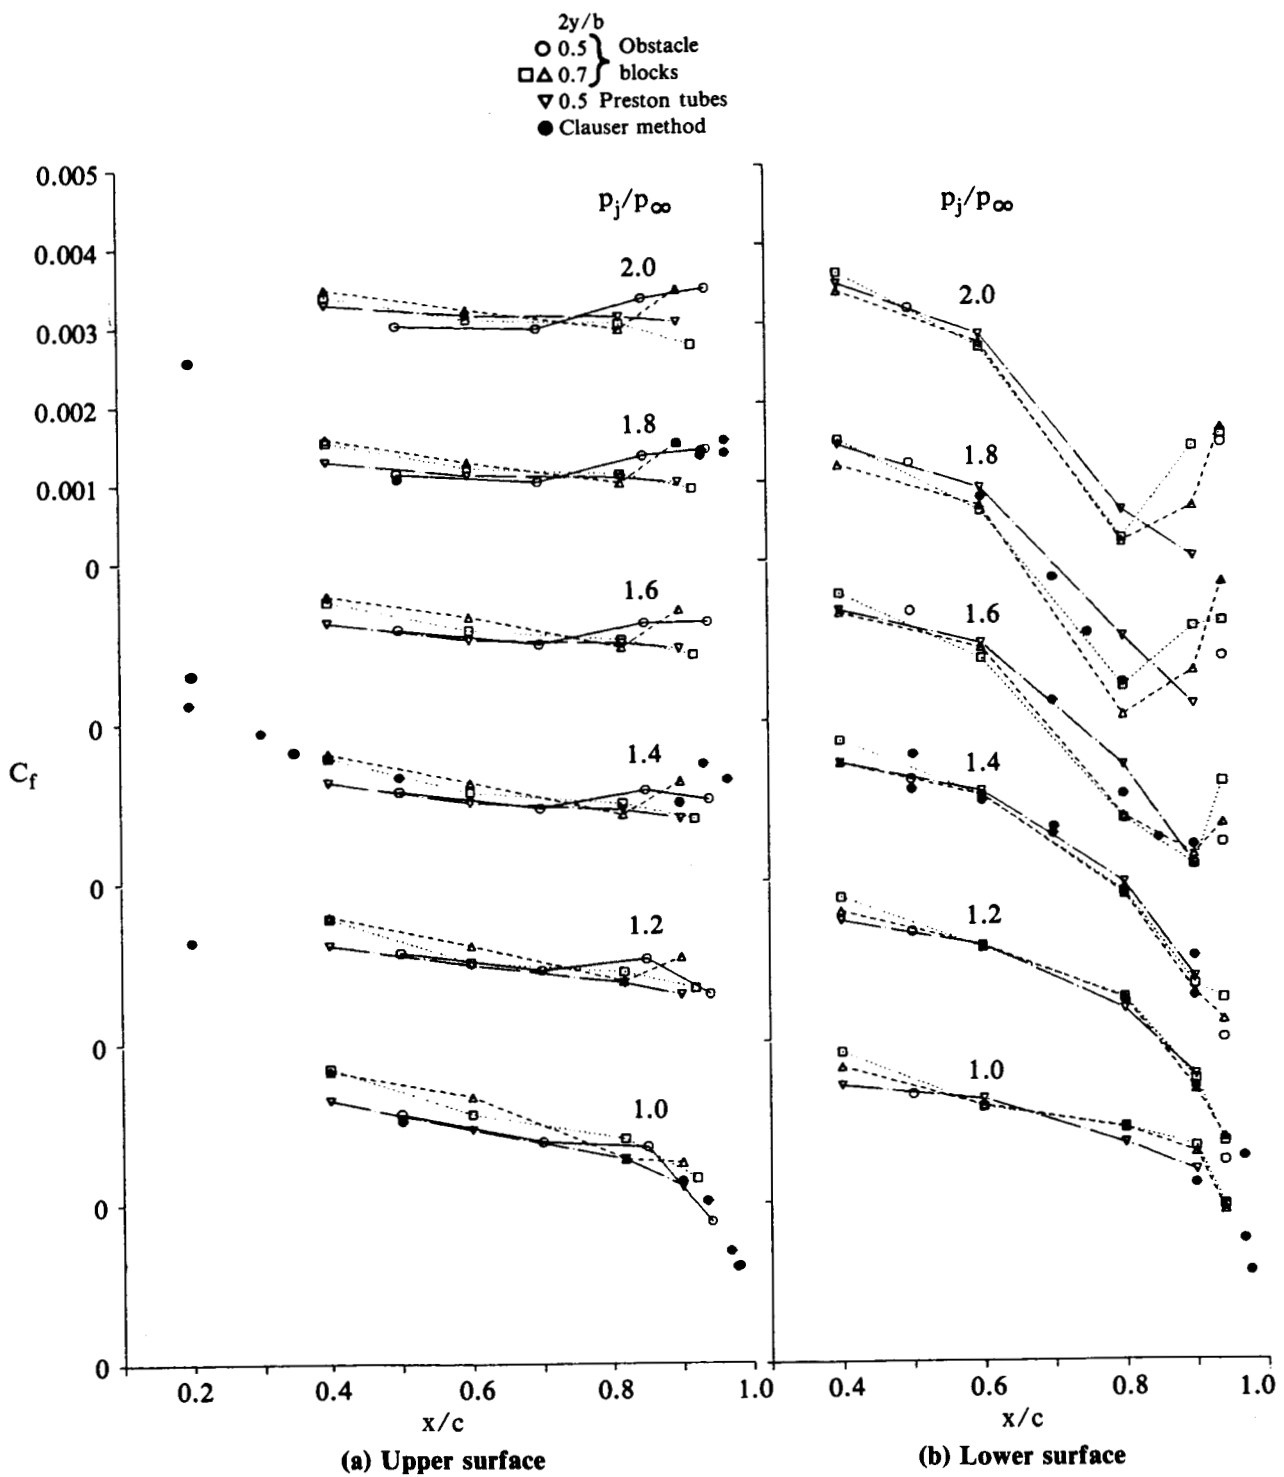 2y/b
0.5 Obstacle
0.7 blocks
0.5 Preston tubes
Clauser method
0.005
0.004
0.003
0.002
0.001
0
0
0
0
0
0
C_f
p_j/p_∞
2.0
1.8
1.6
1.4
1.2
1.0
0.2 0.4 0.6 0.8 1.0
x/c
(a) Upper surface
p_j/p_∞
2.0
1.8
1.6
1.4
1.2
1.0
0.4 0.6 0.8 1.0
x/c
(b) Lower surface